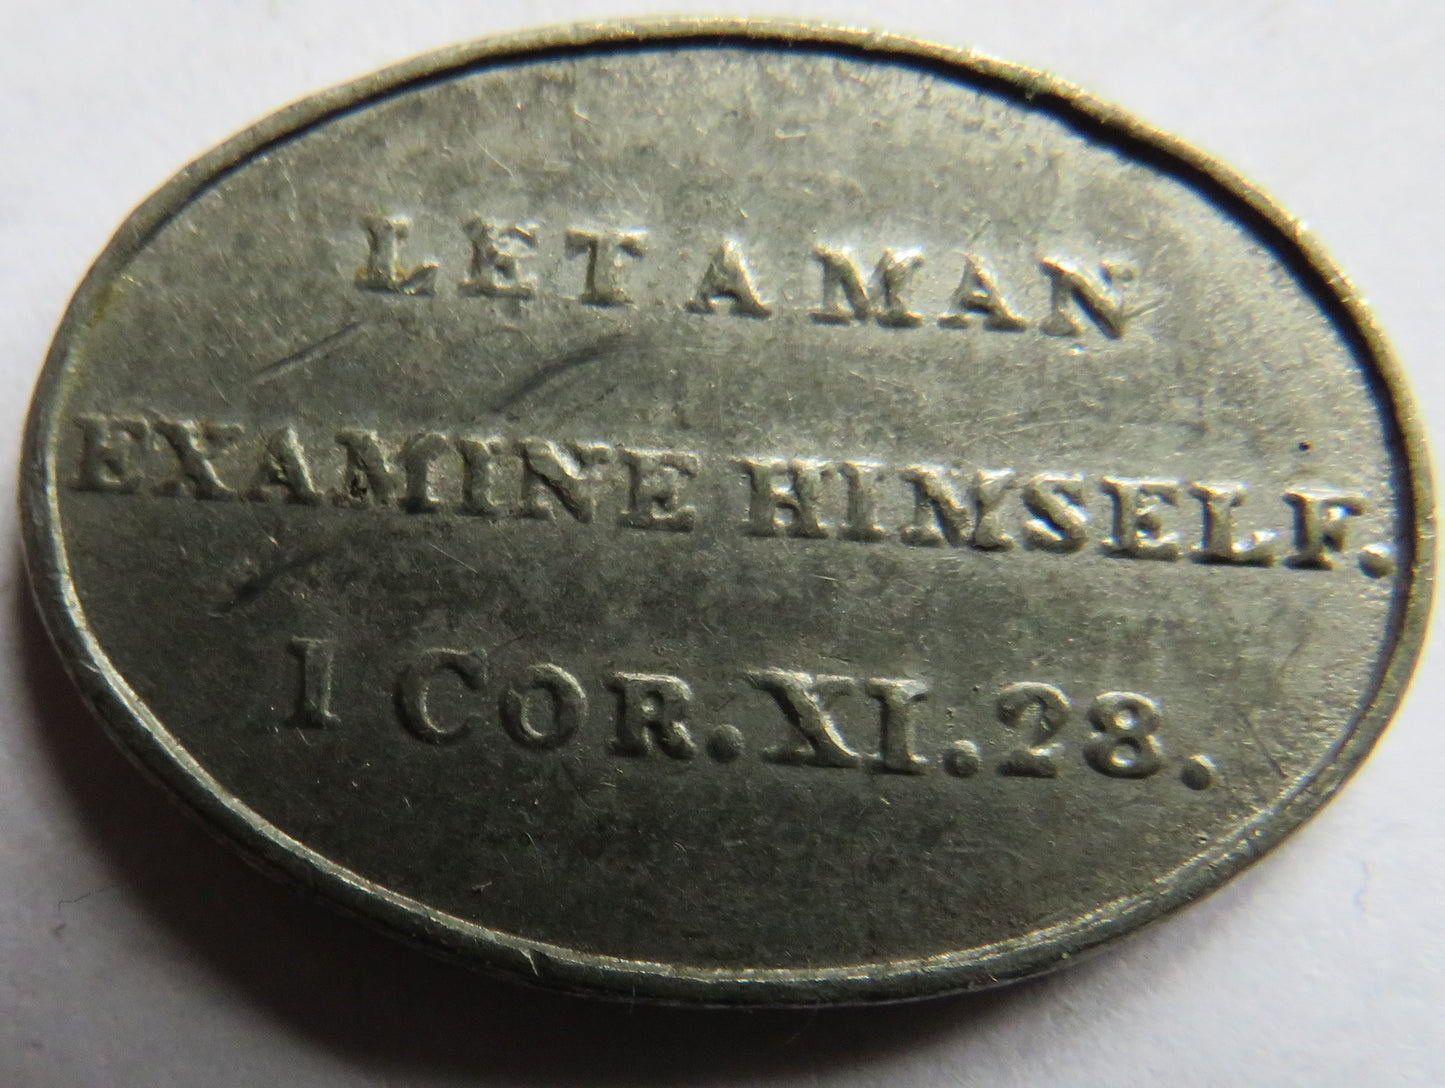 LET A MAN
EXAMINE HIMSELF.
1 COR. XI. 28.